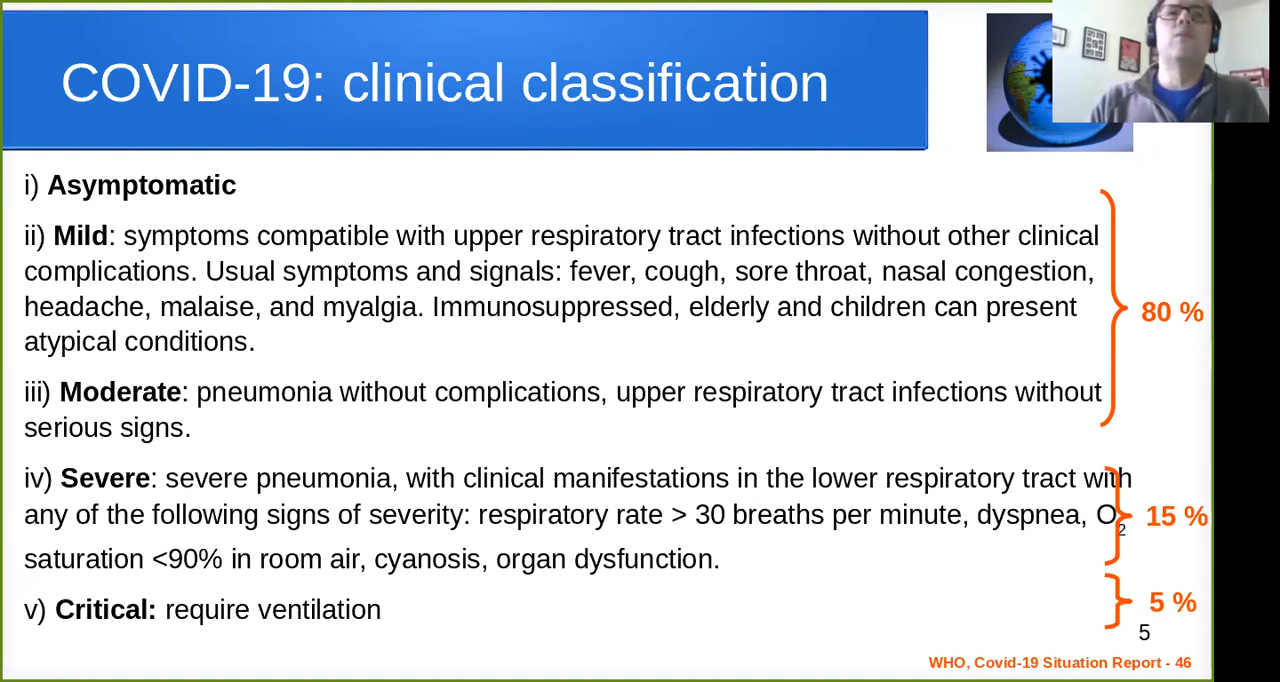 COVID-19: clinical classification
i) Asymptomatic
ii) Mild: symptoms compatible with upper respiratory tract infections without other clinical
complications. Usual symptoms and signals: fever, cough, sore throat, nasal congestion,
headache, malaise, and myalgia. Immunosuppressed, elderly and children can present
atypical conditions.
80 %
iii) Moderate: pneumonia without complications, upper respiratory tract infections without
serious signs.
iv) Severe: severe pneumonia, with clinical manifestations in the lower respiratory tract with
any of the following signs of severity: respiratory rate > 30 breaths per minute, dyspnea, O2
saturation <90% in room air, cyanosis, organ dysfunction.
15 %
v) Critical: require ventilation
5 %
5
WHO, Covid-19 Situation Report - 46